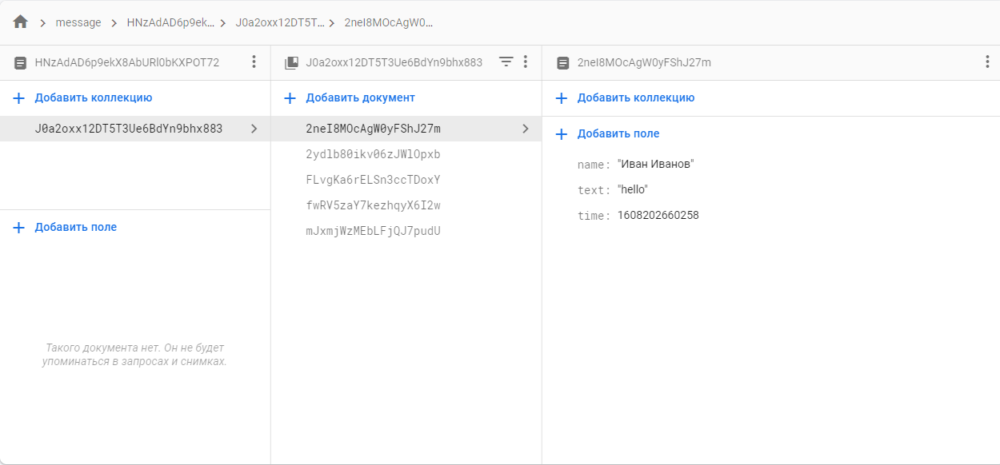 message HNzAdAD6p9ek... J0a2oxx12DT5T... 2neI8MOcAgW0...
HNzAdAD6p9ekX8AbURl0bKXPOT72
Добавить коллекцию
J0a2oxx12DT5T3Ue6BdYn9bhx883
Добавить поле
Такого документа нет. Он не будет
упоминаться в запросах и снимках.
J0a2oxx12DT5T3Ue6BdYn9bhx883
Добавить документ
2neI8MOcAgW0yFShJ27m
2ydlb80ikv06zJWlOpxb
FLvgKa6rELSn3ccTDoxY
fwRV5zaY7kezhqyX6I2w
mJxmjWzMEbLFjQJ7pudU
2neI8MOcAgW0yFShJ27m
Добавить коллекцию
Добавить поле
name: "Иван Иванов"
text: "hello"
time: 1608202660258